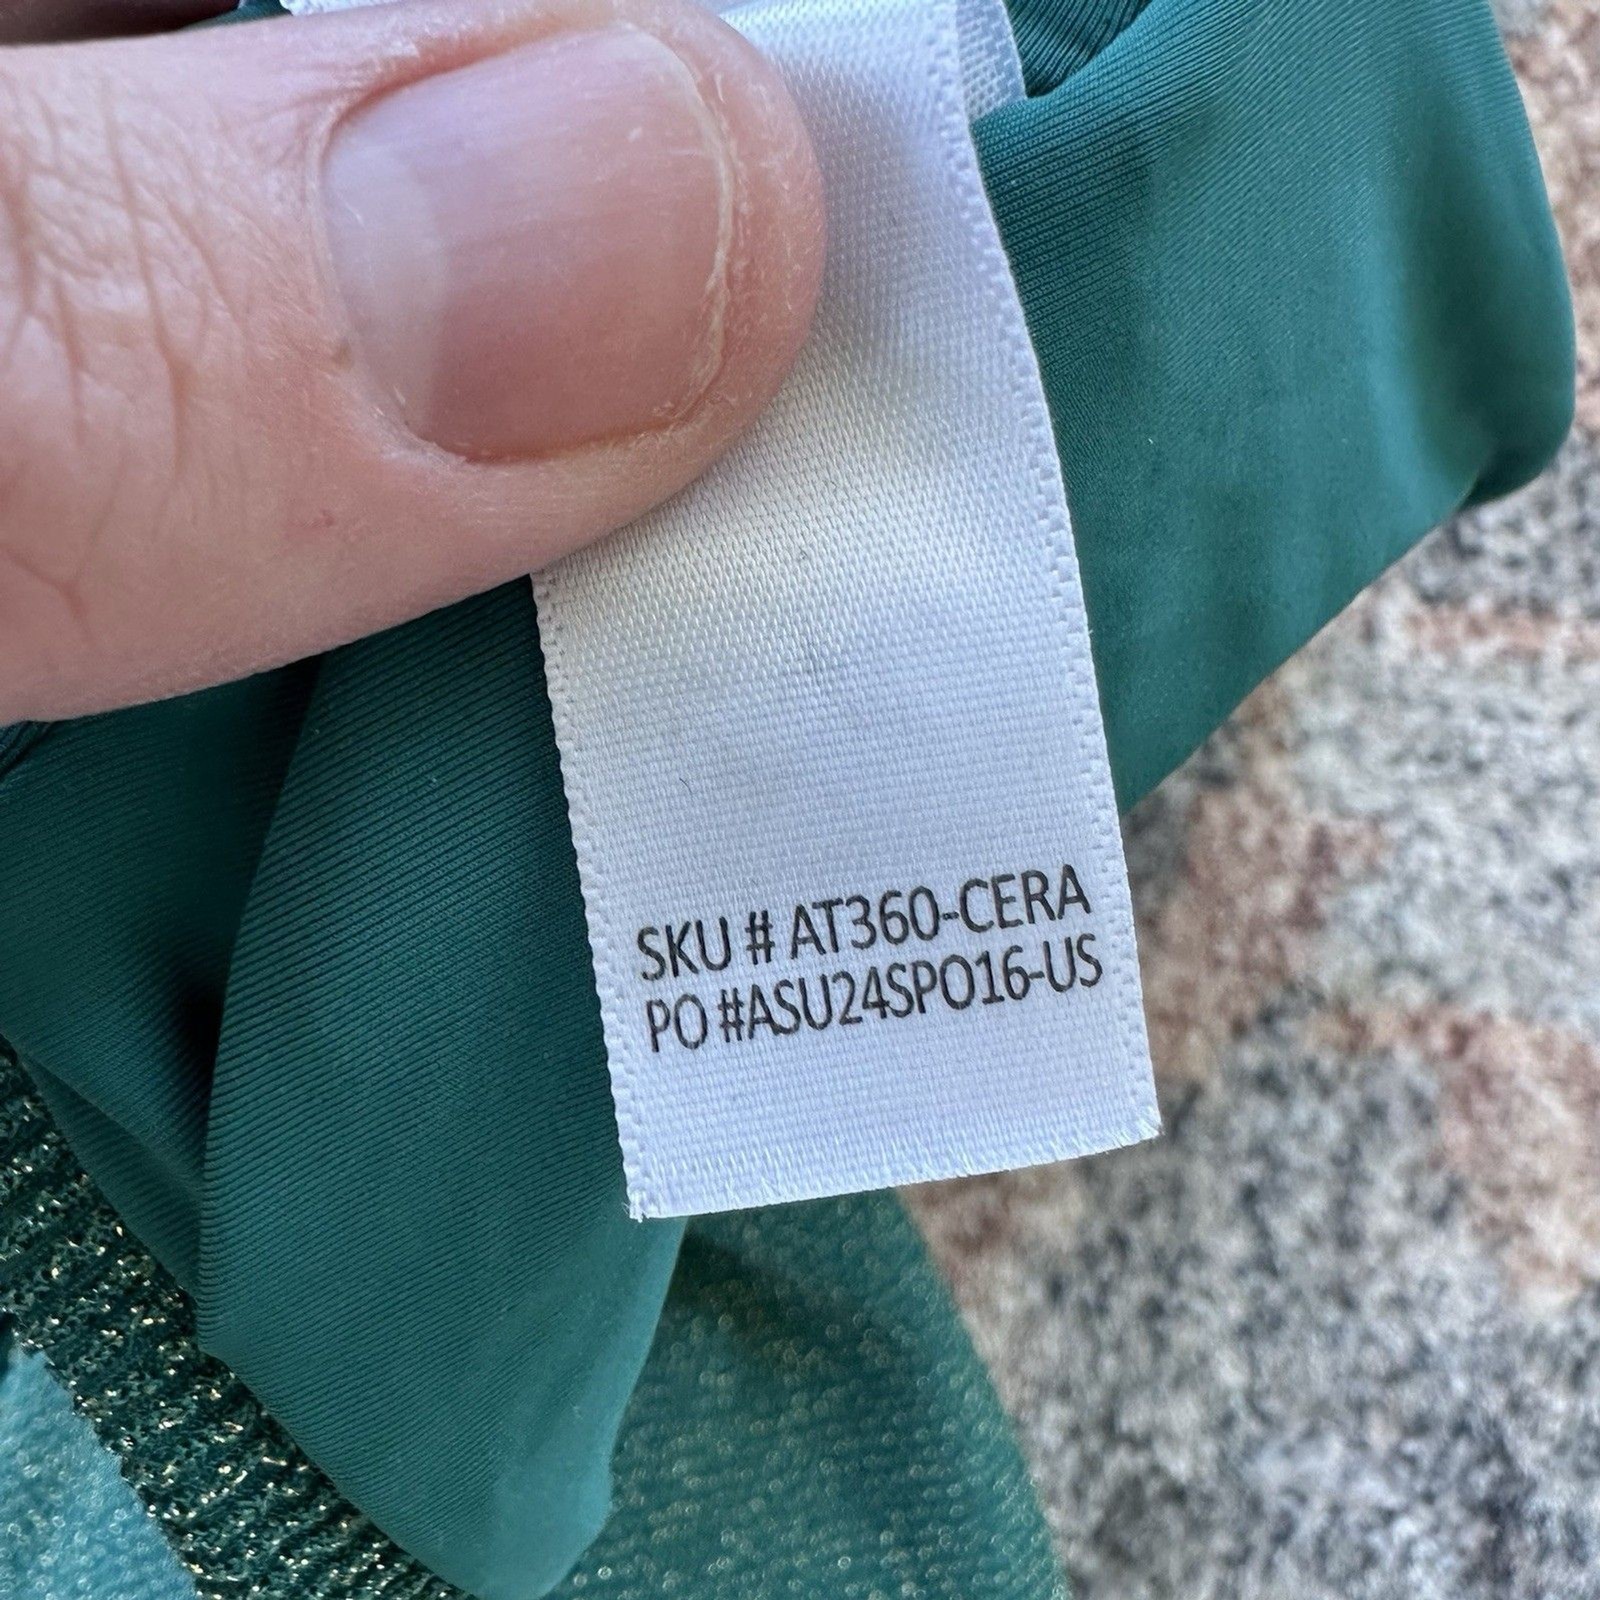 SKU # AT360-CERA
PO #ASU24SPO16-US